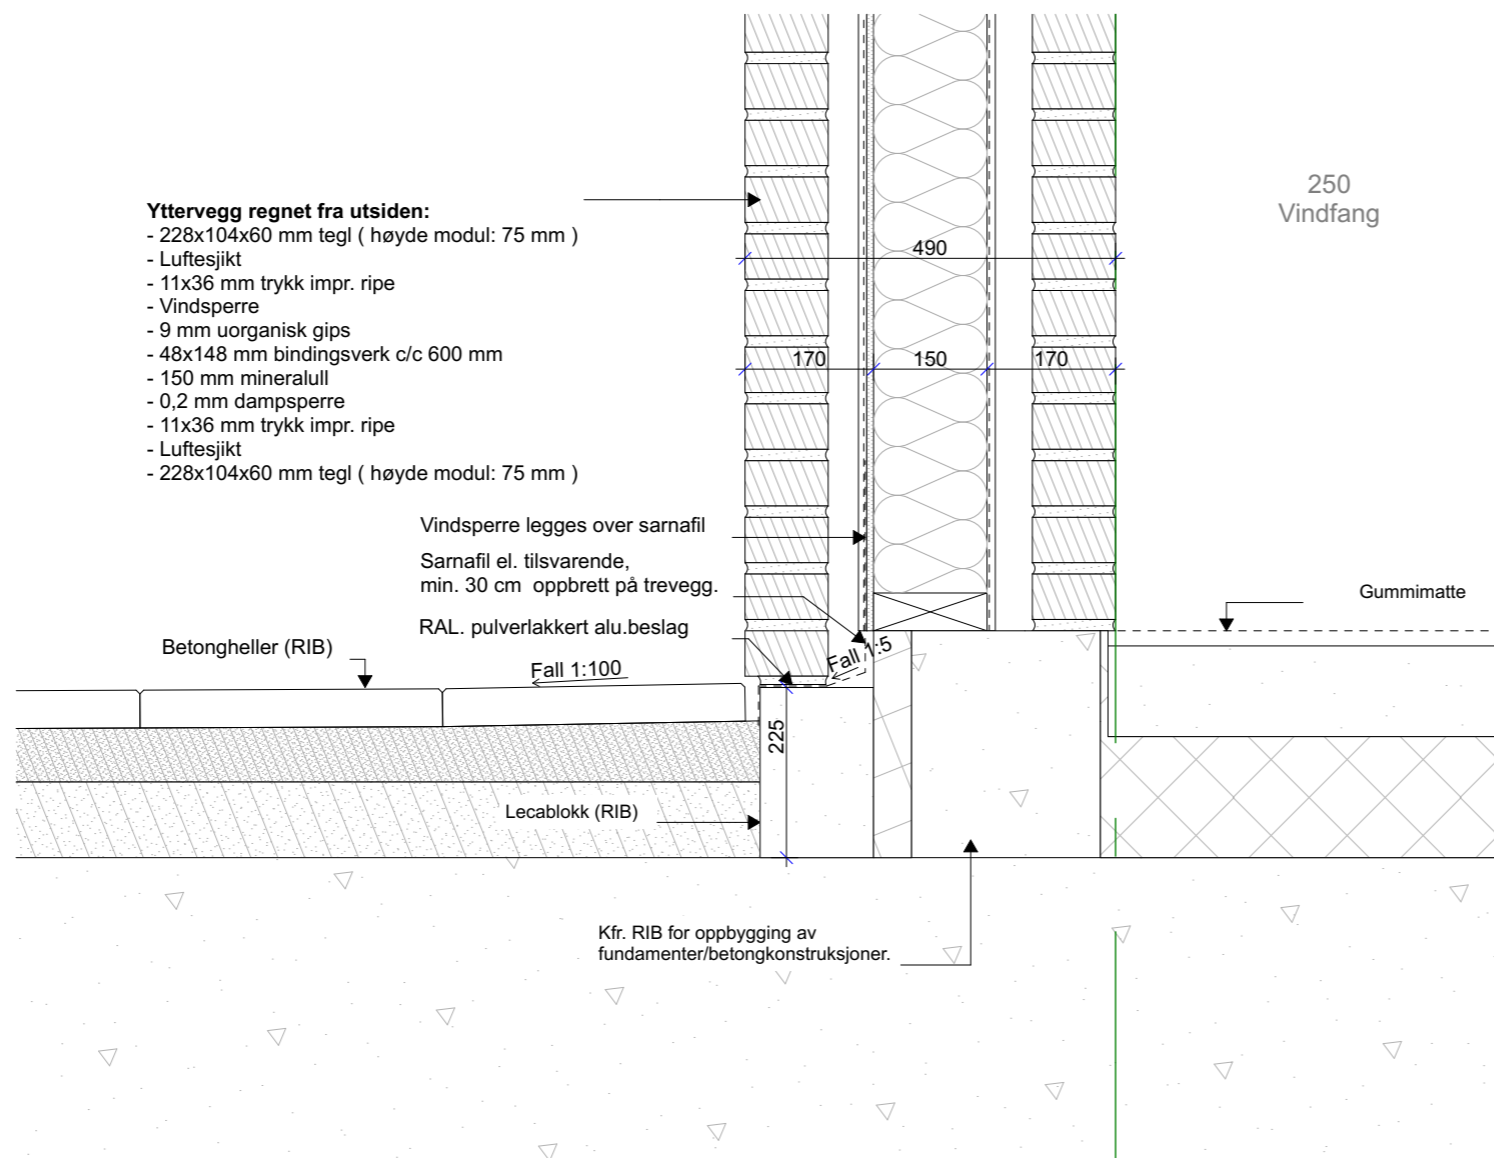 250
Vindfang
Yttervegg regnet fra utsiden:
- 228x104x60 mm tegl ( høyde modul: 75 mm )
- Luftesjikt
- 11x36 mm trykk impr. ripe
- Vindsperre
- 9 mm uorganisk gips
- 48x148 mm bindingsverk c/c 600 mm
- 150 mm mineralull
- 0,2 mm dampsperre
- 11x36 mm trykk impr. ripe
- Luftesjikt
- 228x104x60 mm tegl ( høyde modul: 75 mm )
490
170
150
170
Vindsperre legges over sarnafil
Sarnafil el. tilsvarende,
min. 30 cm oppbrett på trevegg.
RAL. pulverlakkert alu.beslag
Gummimatte
Betongheller (RIB)
Fall 1:100
Fall 1:5
225
Lecablokk (RIB)
Kfr. RIB for oppbygging av
fundamenter/betongkonstruksjoner.